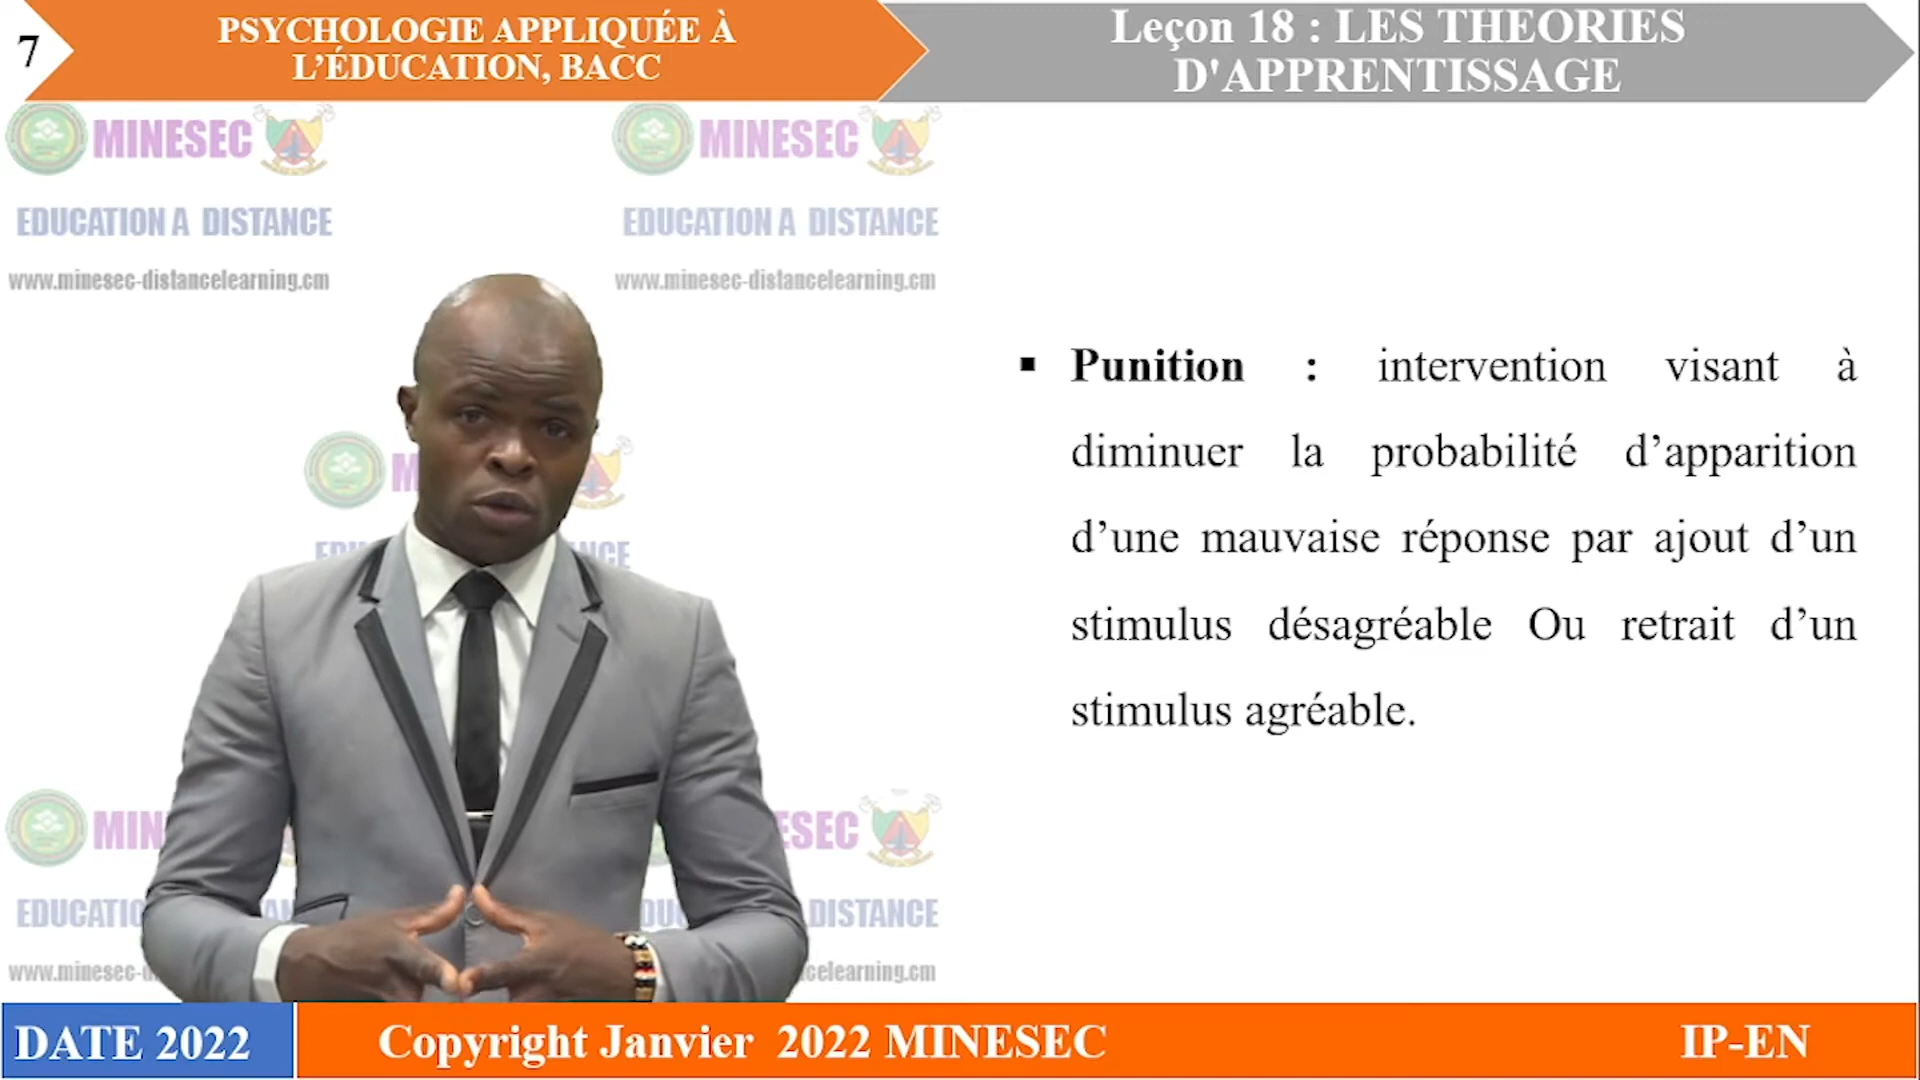 7
PSYCHOLOGIE APPLIQUÉE À
L’ÉDUCATION, BACC
Leçon 18 : LES THEORIES
D'APPRENTISSAGE
MINESEC
MINESEC
EDUCATION A DISTANCE
EDUCATION A DISTANCE
www.minesec-distancelearning.cm
www.minesec-distancelearning.cm
▪ Punition : intervention visant à
diminuer la probabilité d’apparition
d’une mauvaise réponse par ajout d’un
stimulus désagréable Ou retrait d’un
stimulus agréable.
DISTANCE
DATE 2022
Copyright Janvier 2022 MINESEC
IP-EN